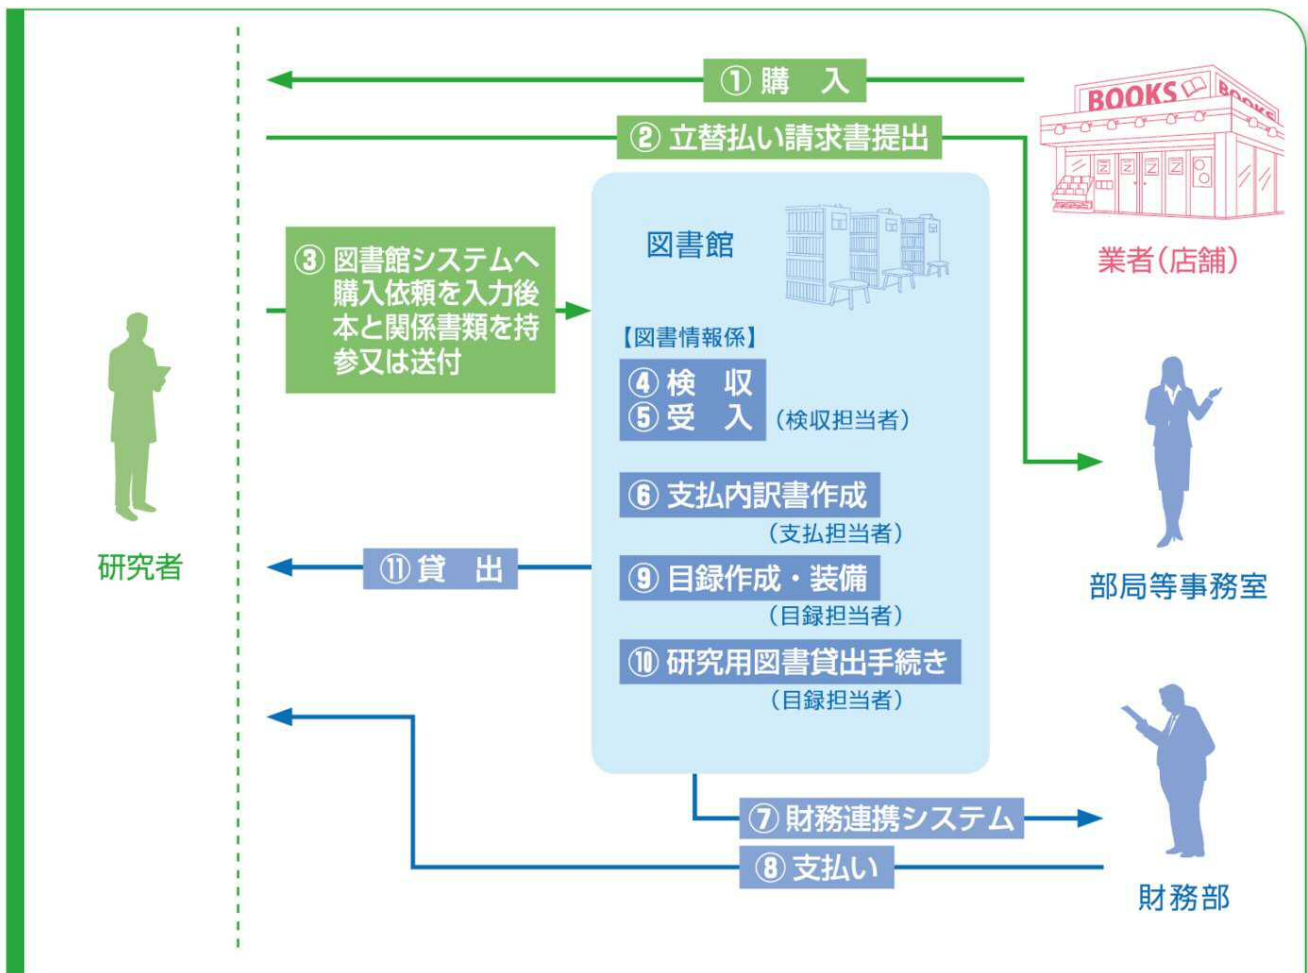 ① 購　入
BOOKS
BOOKS
② 立替払い請求書提出
業者(店舗)
③ 図書館システムへ
購入依頼を入力後
本と関係書類を持
参又は送付
図書館
【図書情報係】
④ 検　収
⑤ 受　入
(検収担当者)
⑥ 支払内訳書作成
(支払担当者)
研究者
⑪ 貸　出
⑨ 目録作成・装備
(目録担当者)
部局等事務室
⑩ 研究用図書貸出手続き
(目録担当者)
⑦ 財務連携システム
⑧ 支払い
財務部